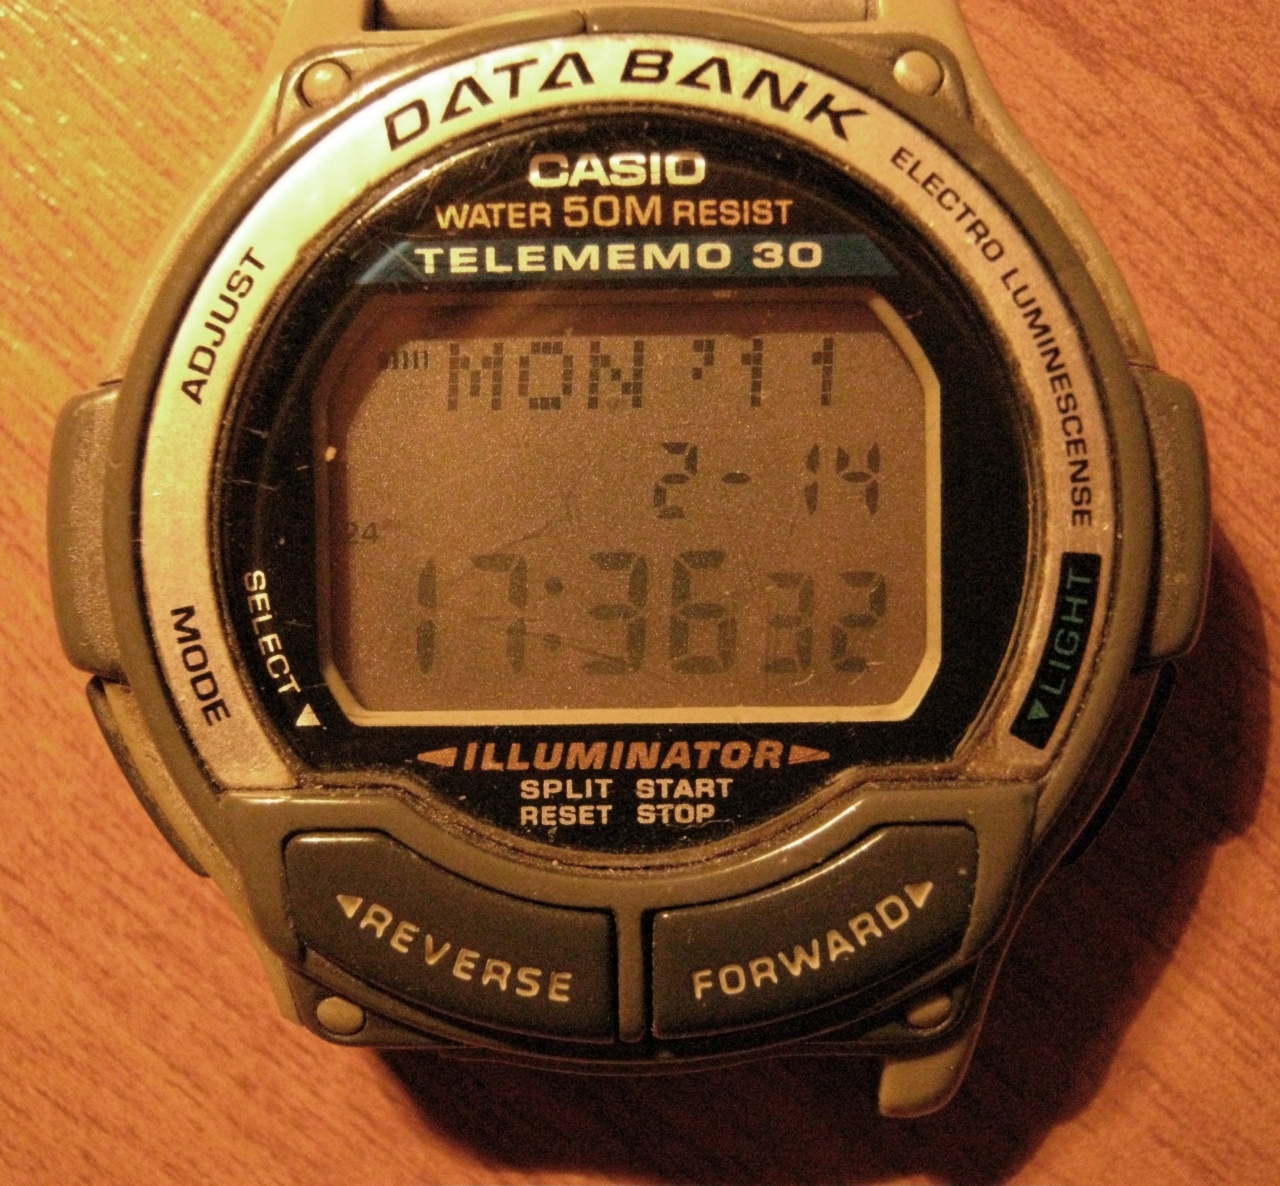 DATA BANK
ELECTRO LUMINESCENSE
CASIO
WATER 50M RESIST
TELEMEMO 30
ADJUST
MON '11
2-14
24
17:36 32
SELECT
MODE
LIGHT
ILLUMINATOR
SPLIT START
RESET STOP
REVERSE
FORWARD